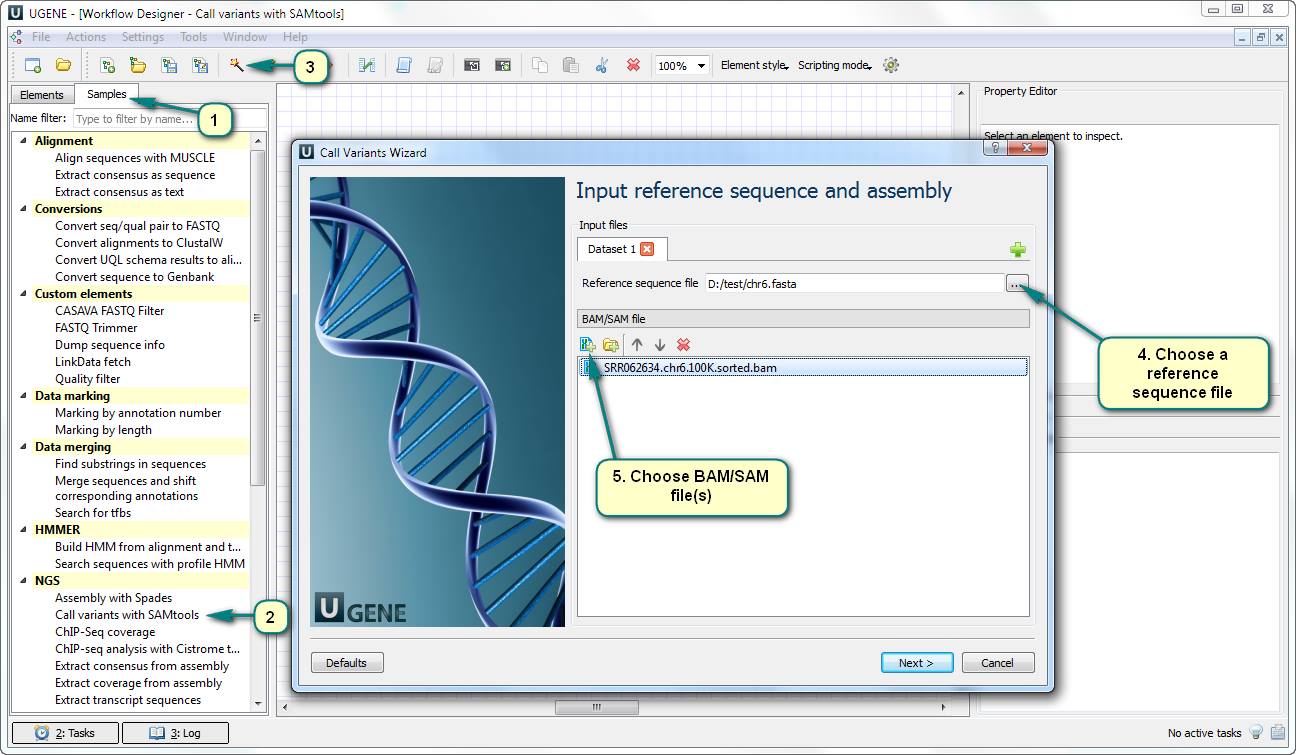 UGENE - [Workflow Designer - Call variants with SAMtools]
File Actions Settings Tools Window Help
3
100%
Element style
Scripting mode
Elements
Samples
1
Name filter:
Type to filter by name...
Alignment
Align sequences with MUSCLE
Extract consensus as sequence
Extract consensus as text
Conversions
Convert seq/qual pair to FASTQ
Convert alignments to ClustalW
Convert UQL schema results to ali...
Convert sequence to Genbank
Custom elements
CASAVA FASTQ Filter
FASTQ Trimmer
Dump sequence info
LinkData fetch
Quality filter
Data marking
Marking by annotation number
Marking by length
Data merging
Find substrings in sequences
Merge sequences and shift
corresponding annotations
Search for tfbs
HMMER
Build HMM from alignment and t...
Search sequences with profile HMM
NGS
Assembly with Spades
Call variants with SAMtools
2
ChIP-Seq coverage
ChIP-seq analysis with Cistrome t...
Extract consensus from assembly
Extract coverage from assembly
Extract transcript sequences
Property Editor
Select an element to inspect.
U Call Variants Wizard
Input reference sequence and assembly
Input files
Dataset 1
Reference sequence file
D:/test/chr6.fasta
...
BAM/SAM file
SRR062634.chr6.100K.sorted.bam
4. Choose a
reference
sequence file
5. Choose BAM/SAM
file(s)
U GENE
Defaults
Next >
Cancel
2: Tasks
3: Log
No active tasks